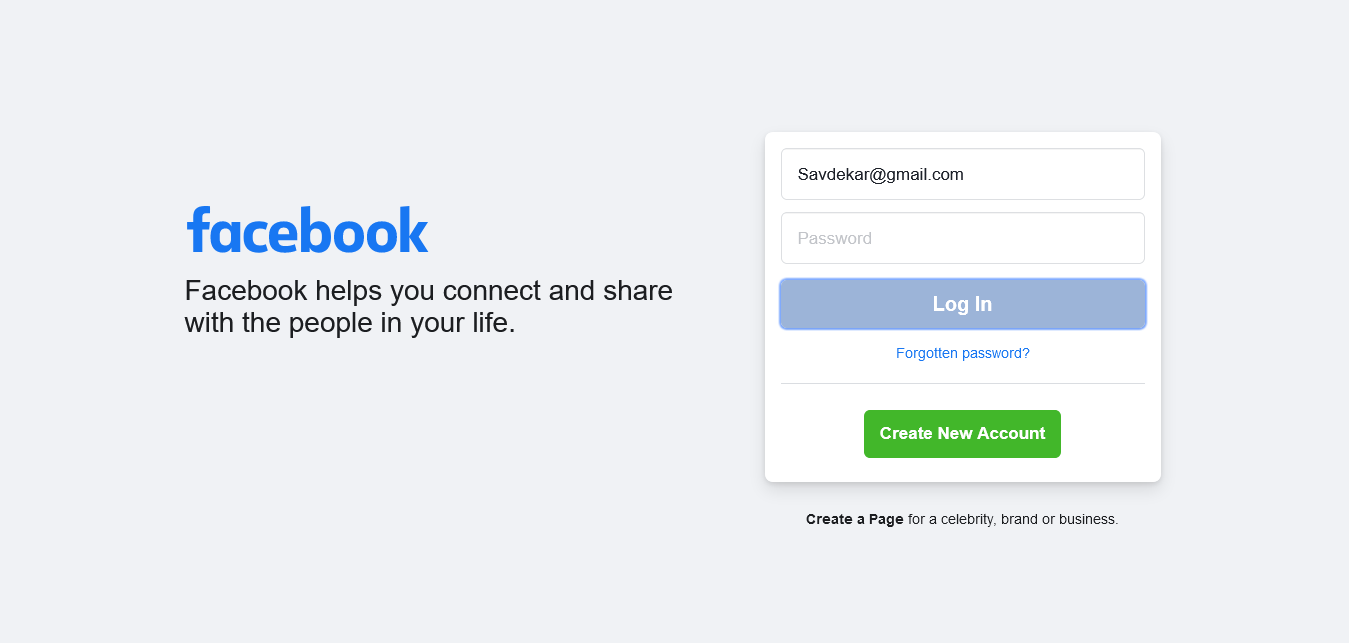 facebook
Facebook helps you connect and share
with the people in your life.
Savdekar@gmail.com
Password
Log In
Forgotten password?
Create New Account
Create a Page for a celebrity, brand or business.